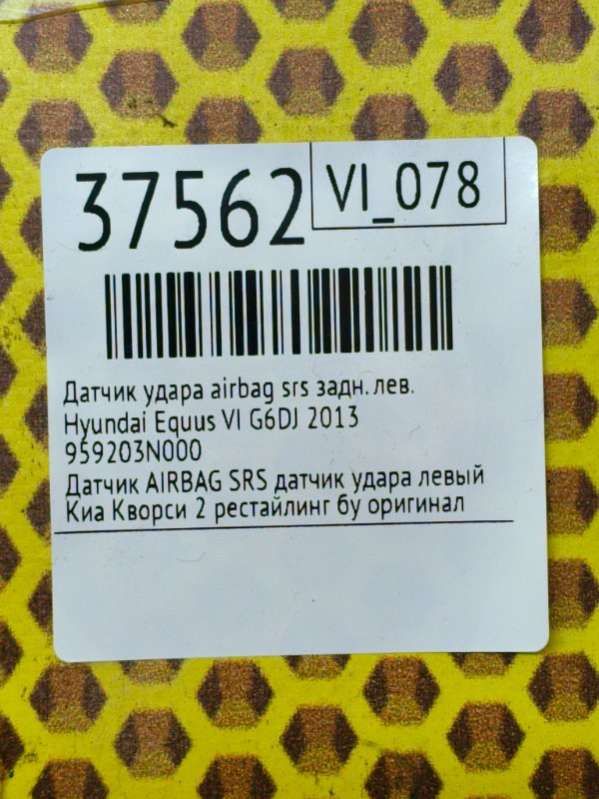 37562
VI_078
Датчик удара airbag srs задн. лев.
Hyundai Equus VI G6DJ 2013
959203N000
Датчик AIRBAG SRS датчик удара левый
Киа Кворси 2 рестайлинг бу оригинал